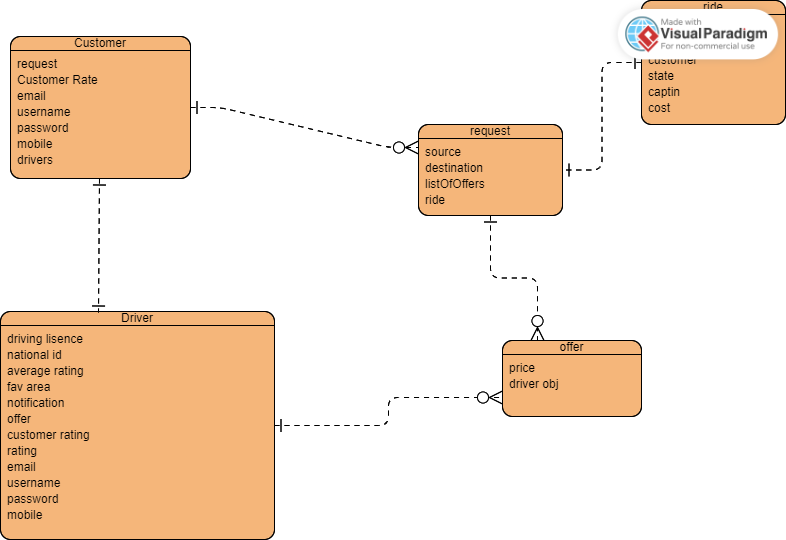 ride
Made with
VisualParadigm
For non-commercial use
customer
state
captin
cost
Customer
request
Customer Rate
email
username
password
mobile
drivers
request
source
destination
listOfOffers
ride
Driver
driving lisence
national id
average rating
fav area
notification
offer
customer rating
rating
email
username
password
mobile
offer
price
driver obj